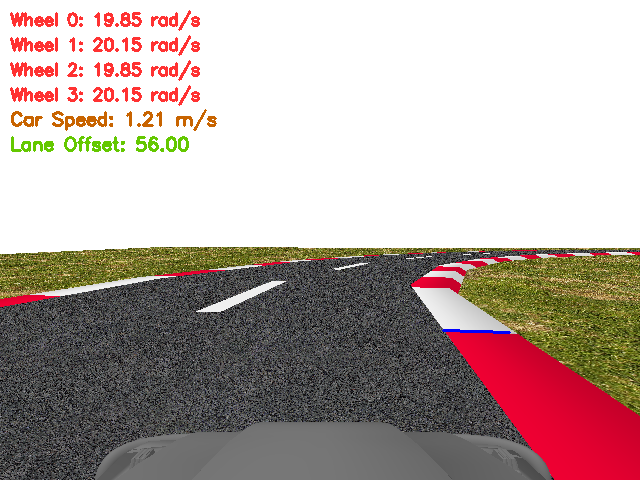 Wheel 0: 19.85 rad/s
Wheel 1: 20.15 rad/s
Wheel 2: 19.85 rad/s
Wheel 3: 20.15 rad/s
Car Speed: 1.21 m/s
Lane Offset: 56.00